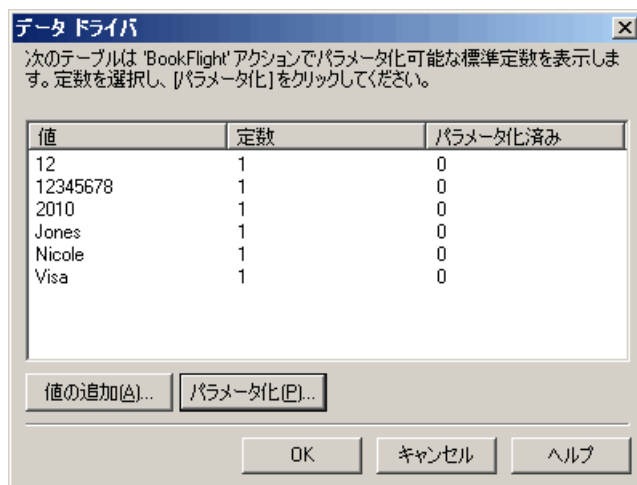 データ ドライバ
次のテーブルは 'BookFlight' アクションでパラメータ化可能な標準定数を表示しま
す。定数を選択し、[パラメータ化] をクリックしてください。
値 定数 パラメータ化済み
12 1 0
12345678 1 0
2010 1 0
Jones 1 0
Nicole 1 0
Visa 1 0
値の追加(A)... パラメータ化(P)...
OK キャンセル ヘルプ